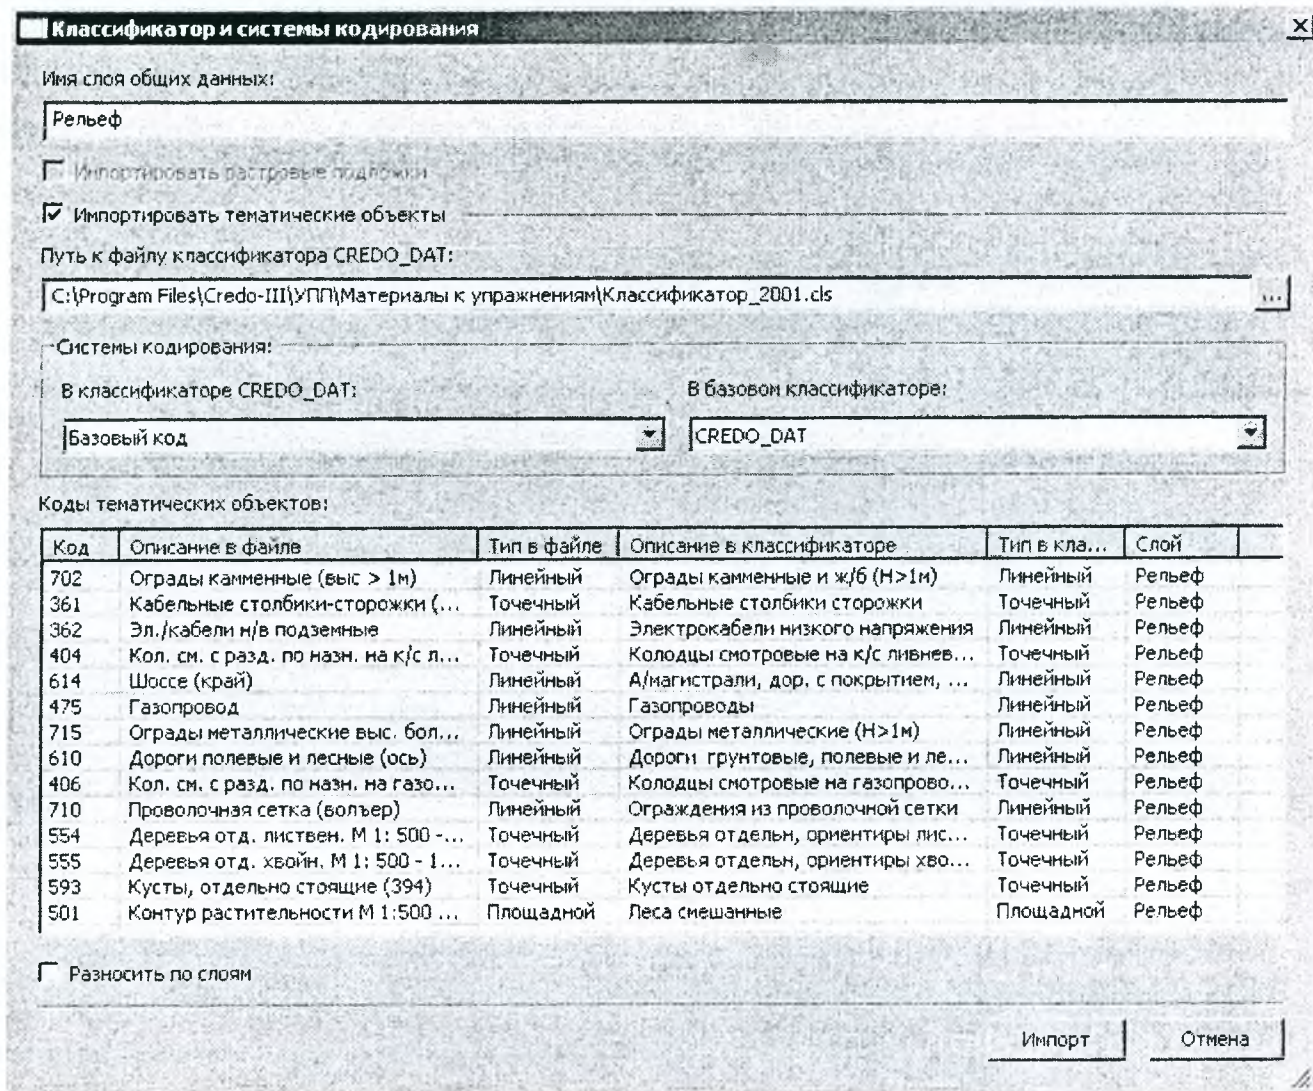 Классификатор и системы кодирования
Имя слоя общих данных:
Рельеф
Импортировать растровые подложки
Импортировать тематические объекты
Путь к файлу классификатора CREDO_DAT:
C:\Program Files\Credo-III\УПП\Материалы к упражнениям\Классификатор_2001.cls ...
Системы кодирования:
В классификаторе CREDO_DAT: В базовом классификаторе:
Базовый код CREDO_DAT
Коды тематических объектов:
Код Описание в файле Тип в файле Описание в классификаторе Тип в кла... Слой
702 Ограды камменные (выс > 1м) Линейный Ограды камменные и ж/б (Н>1м) Линейный Рельеф
361 Кабельные столбики-сторожки (... Точечный Кабельные столбики сторожки Точечный Рельеф
362 Эл./кабели н/в подземные Линейный Электрокабели низкого напряжения Линейный Рельеф
404 Кол. см. с разд. по назн. на к/с л... Точечный Колодцы смотровые на к/с ливнев... Точечный Рельеф
614 Шоссе (край) Линейный А/магистрали, дор. с покрытием, ... Линейный Рельеф
475 Газопровод Линейный Газопроводы Линейный Рельеф
715 Ограды металлические выс. бол... Линейный Ограды металлические (Н>1м) Линейный Рельеф
610 Дороги полевые и лесные (ось) Линейный Дороги грунтовые, полевые и ле... Линейный Рельеф
406 Кол. см. с разд. по назн. на газо... Точечный Колодцы смотровые на газопрово... Точечный Рельеф
710 Проволочная сетка (вольер) Линейный Ограждения из проволочной сетки Линейный Рельеф
554 Деревья отд. листвен. М 1: 500 -... Точечный Деревья отдельн, ориентиры лис... Точечный Рельеф
555 Деревья отд. хвойн. М 1: 500 - 1... Точечный Деревья отдельн, ориентиры хво... Точечный Рельеф
593 Кусты, отдельно стоящие (394) Точечный Кусты отдельно стоящие Точечный Рельеф
501 Контур растительности М 1:500 ... Площадной Леса смешанные Площадной Рельеф
Разносить по слоям
Импорт Отмена